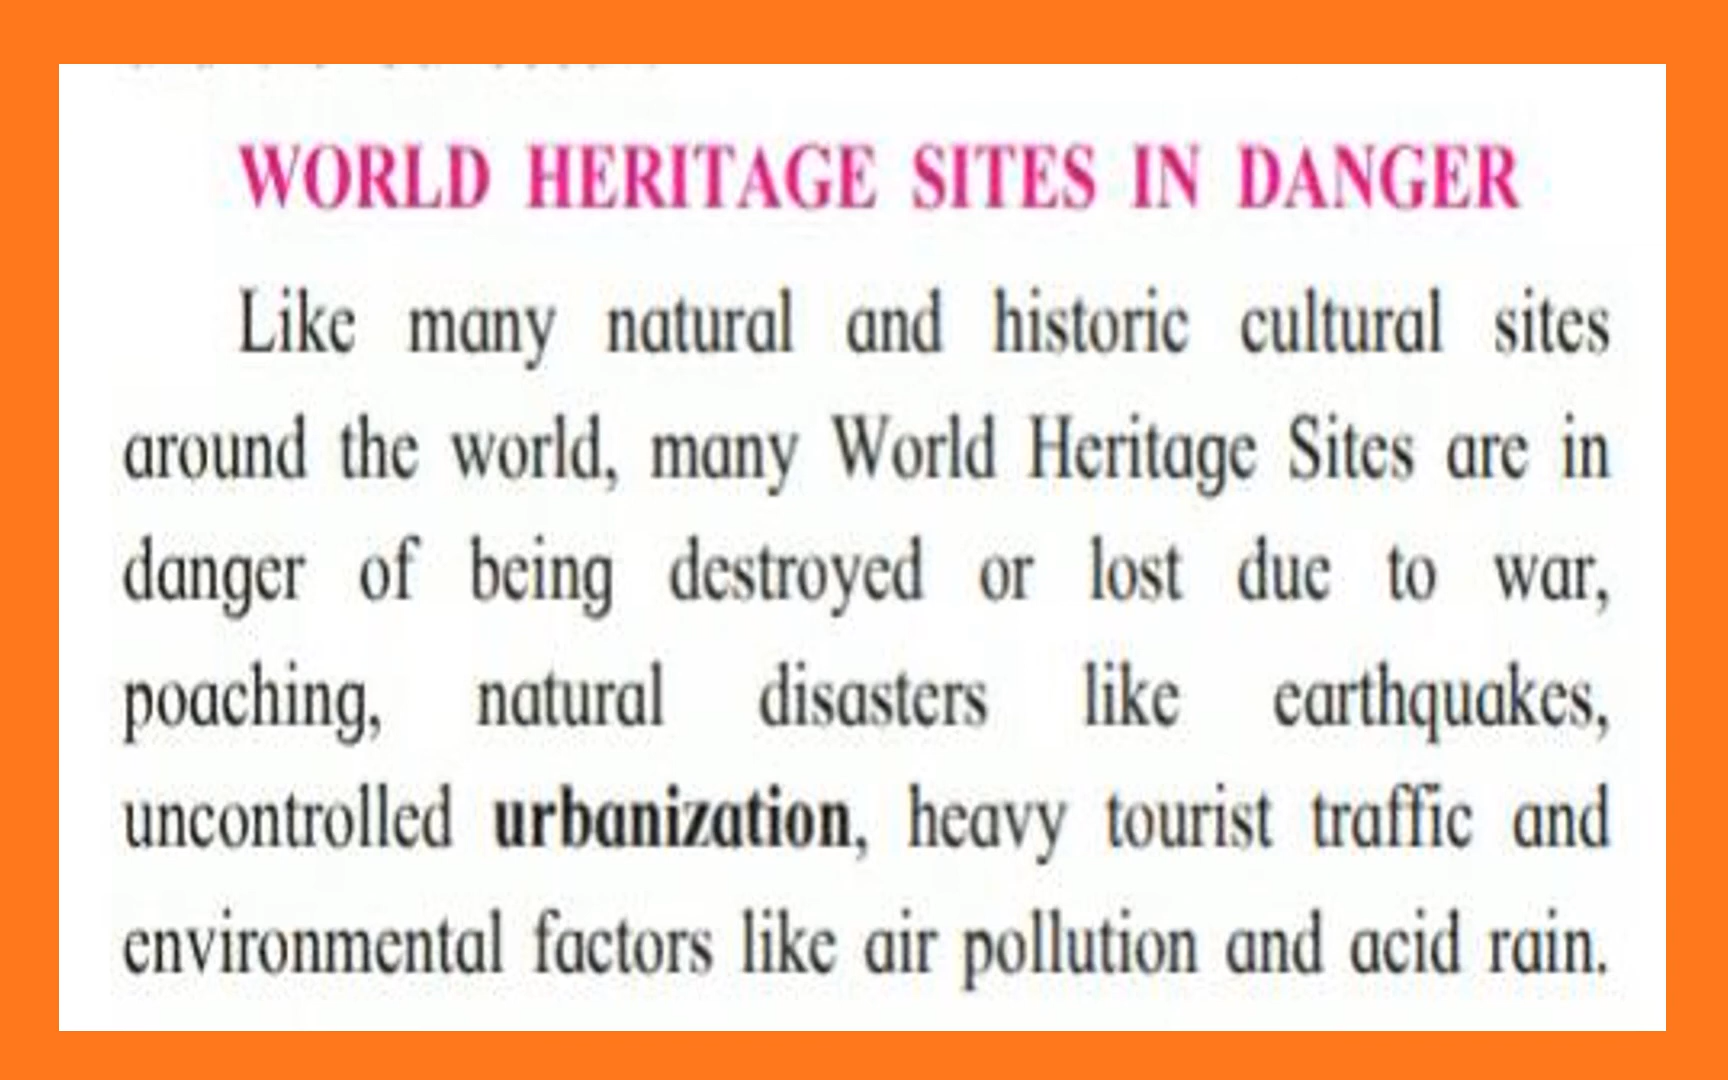 WORLD HERITAGE SITES IN DANGER
Like many natural and historic cultural sites
around the world, many World Heritage Sites are in
danger of being destroyed or lost due to war,
poaching, natural disasters like earthquakes,
uncontrolled urbanization, heavy tourist traffic and
environmental factors like air pollution and acid rain.